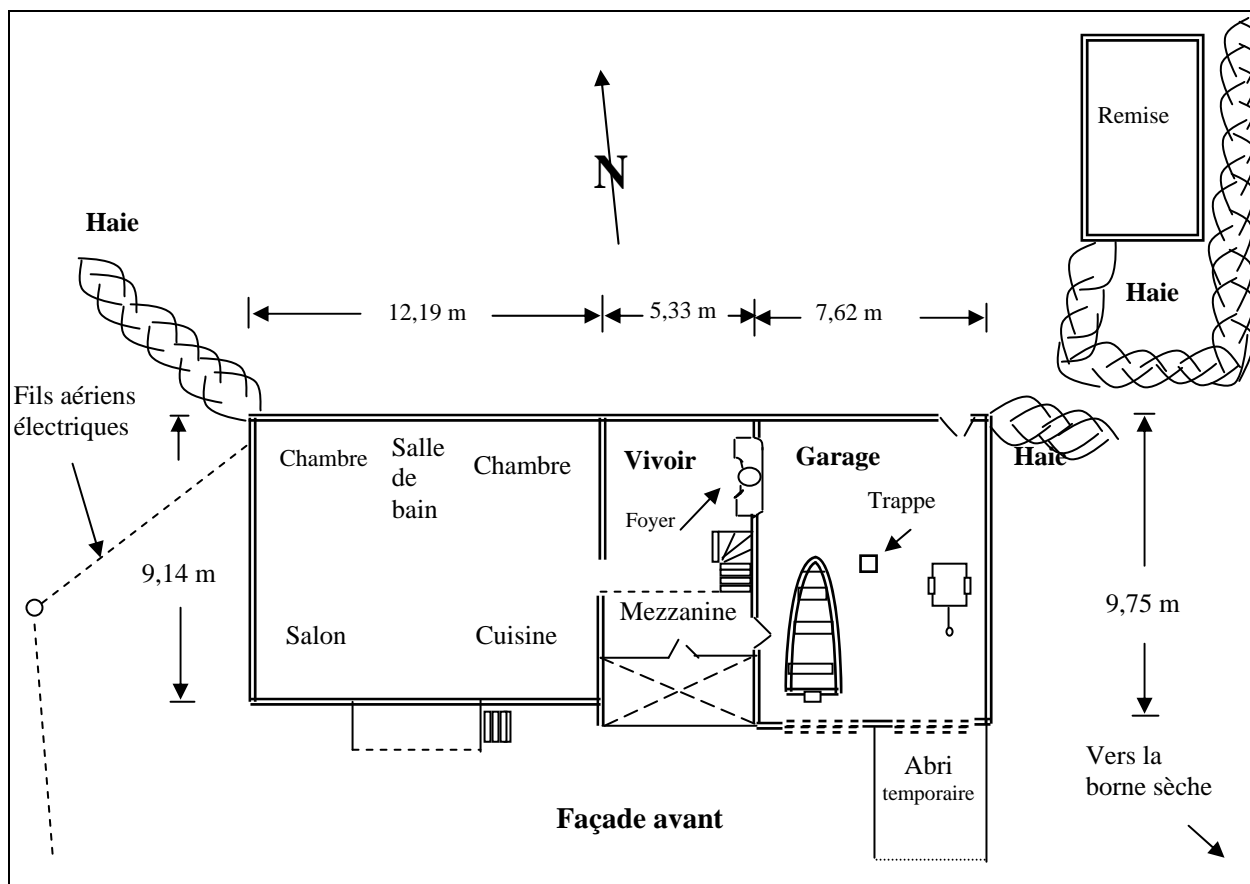 Remise
N
Haie
Haie
12,19 m
5,33 m
7,62 m
Fils aériens
électriques
Chambre
Salle
de
bain
Chambre
Vivoir
Garage
Haie
Foyer
Trappe
9,14 m
9,75 m
Salon
Cuisine
Mezzanine
Abri
temporaire
Vers la
borne sèche
Façade avant